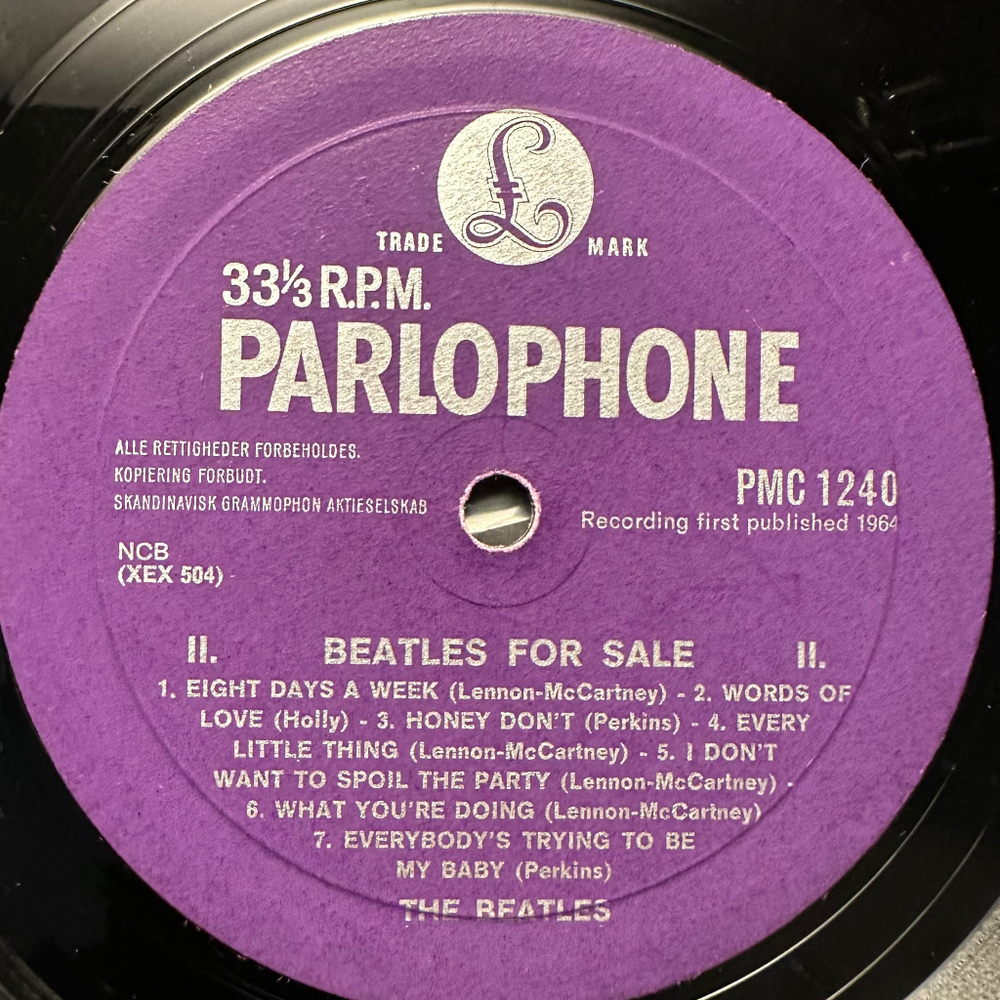 £
TRADE MARK
33⅓ R.P.M.
PARLOPHONE
ALLE RETTIGHEDER FORBEHOLDES.
KOPIERING FORBUDT.
SKANDINAVISK GRAMMOPHON AKTIESELSKAB
PMC 1240
Recording first published 1964
NCB
(XEX 504)
II. BEATLES FOR SALE II.
1. EIGHT DAYS A WEEK (Lennon-McCartney) - 2. WORDS OF
LOVE (Holly) - 3. HONEY DON'T (Perkins) - 4. EVERY
LITTLE THING (Lennon-McCartney) - 5. I DON'T
WANT TO SPOIL THE PARTY (Lennon-McCartney) -
6. WHAT YOU'RE DOING (Lennon-McCartney)
7. EVERYBODY'S TRYING TO BE
MY BABY (Perkins)
THE BEATLES